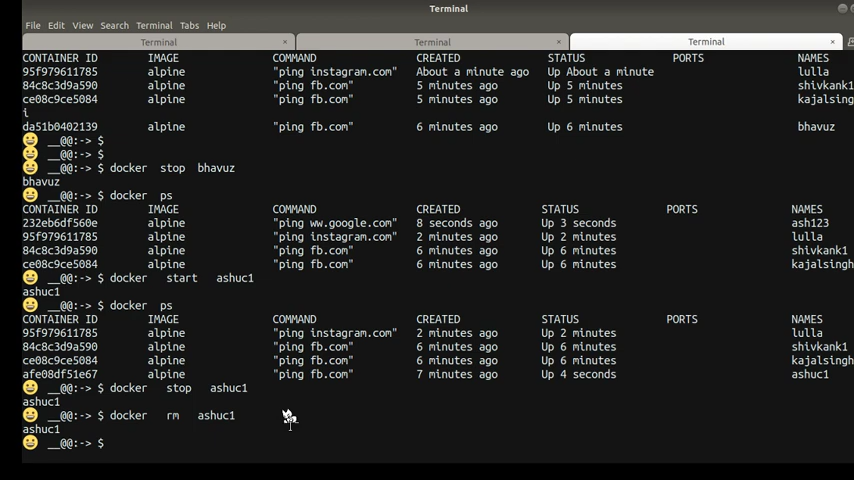 Terminal
File Edit View Search Terminal Tabs Help
Terminal × Terminal × Terminal ×
CONTAINER ID IMAGE COMMAND CREATED STATUS PORTS NAMES
95f979611785 alpine "ping instagram.com" About a minute ago Up About a minute lulla
84c8c3d9a590 alpine "ping fb.com" 5 minutes ago Up 5 minutes shivkank1
ce08c9ce5084 alpine "ping fb.com" 6 minutes ago Up 5 minutes kajalsingh
i
da51b0402139 alpine "ping fb.com" 6 minutes ago Up 6 minutes bhavuz
😀 __@@:-> $
😀 __@@:-> $
😀 __@@:-> $ docker stop bhavuz
bhavuz
😀 __@@:-> $ docker ps
CONTAINER ID IMAGE COMMAND CREATED STATUS PORTS NAMES
232eb6df560e alpine "ping ww.google.com" 8 seconds ago Up 3 seconds ash123
95f979611785 alpine "ping instagram.com" 2 minutes ago Up 2 minutes lulla
84c8c3d9a590 alpine "ping fb.com" 6 minutes ago Up 6 minutes shivkank1
ce08c9ce5084 alpine "ping fb.com" 6 minutes ago Up 6 minutes kajalsingh
😀 __@@:-> $ docker start ashuc1
ashuc1
😀 __@@:-> $ docker ps
CONTAINER ID IMAGE COMMAND CREATED STATUS PORTS NAMES
95f979611785 alpine "ping instagram.com" 2 minutes ago Up 2 minutes lulla
84c8c3d9a590 alpine "ping fb.com" 6 minutes ago Up 6 minutes shivkank1
ce08c9ce5084 alpine "ping fb.com" 6 minutes ago Up 6 minutes kajalsingh
afe08df51e67 alpine "ping fb.com" 7 minutes ago Up 4 seconds ashuc1
😀 __@@:-> $ docker stop ashuc1
ashuc1
😀 __@@:-> $ docker rm ashuc1
ashuc1
😀 __@@:-> $